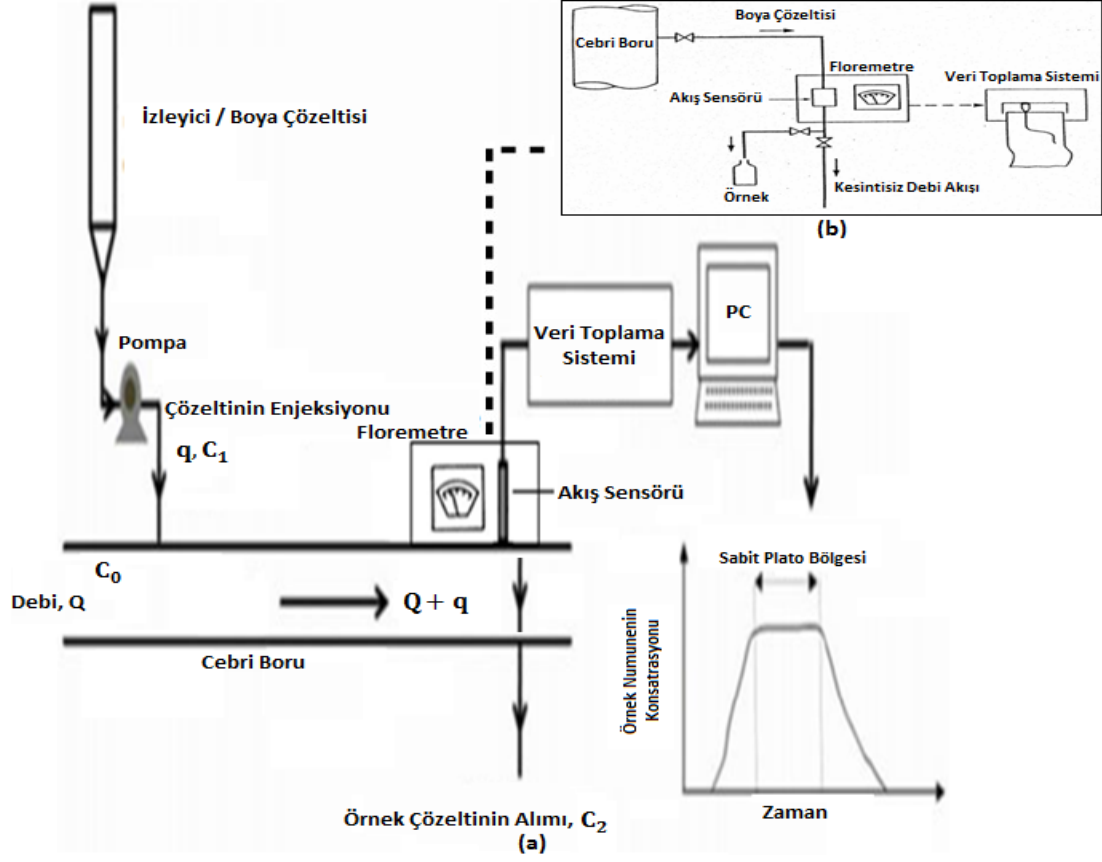 İzleyici / Boya Çözeltisi
Pompa
Çözeltinin Enjeksiyonu
q, C₁
Floremetre
Akış Sensörü
Veri Toplama
Sistemi
PC
C₀
Debi, Q
Q + q
Cebri Boru
Örnek Çözeltinin Alımı, C₂
(a)
Sabit Plato Bölgesi
Örnek Numunenin
Konsatrasyonu
Zaman
Boya Çözeltisi
Cebri Boru
Floremetre
Veri Toplama Sistemi
Akış Sensörü
Örnek
Kesintisiz Debi Akışı
(b)